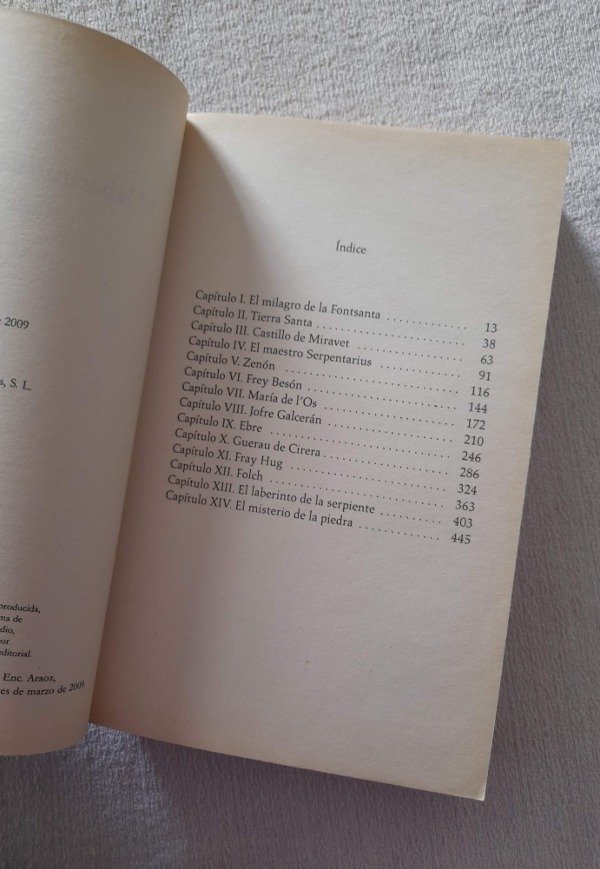 e 2009
s, S. L.
producida,
ma de
dio,
por
editorial.
Enc. Araoz,
es de marzo de 2009.
Índice
Capítulo I. El milagro de la Fontsanta . . . . . . . . . . . . . . . . 13
Capítulo II. Tierra Santa . . . . . . . . . . . . . . . . . . . . . . . . . . . 38
Capítulo III. Castillo de Miravet . . . . . . . . . . . . . . . . . . . . . 63
Capítulo IV. El maestro Serpentarius . . . . . . . . . . . . . . . . . 91
Capítulo V. Zenón . . . . . . . . . . . . . . . . . . . . . . . . . . . . . . 116
Capítulo VI. Frey Besón . . . . . . . . . . . . . . . . . . . . . . . . . . 144
Capítulo VII. María de l'Os . . . . . . . . . . . . . . . . . . . . . . . 172
Capítulo VIII. Jofre Galcerán . . . . . . . . . . . . . . . . . . . . . . 210
Capítulo IX. Ebre . . . . . . . . . . . . . . . . . . . . . . . . . . . . . . . 246
Capítulo X. Guerau de Cirera . . . . . . . . . . . . . . . . . . . . . . 286
Capítulo XI. Fray Hug . . . . . . . . . . . . . . . . . . . . . . . . . . . 324
Capítulo XII. Folch . . . . . . . . . . . . . . . . . . . . . . . . . . . . . 363
Capítulo XIII. El laberinto de la serpiente . . . . . . . . . . . . . 403
Capítulo XIV. El misterio de la piedra . . . . . . . . . . . . . . . . 445